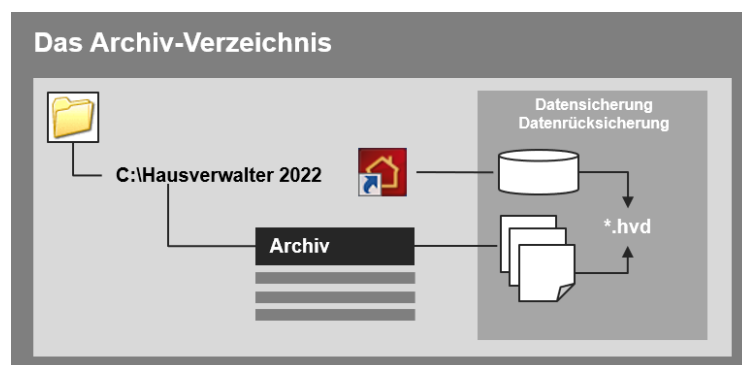 Das Archiv-Verzeichnis
Datensicherung
Datenrücksicherung
C:\Hausverwalter 2022
*.hvd
Archiv